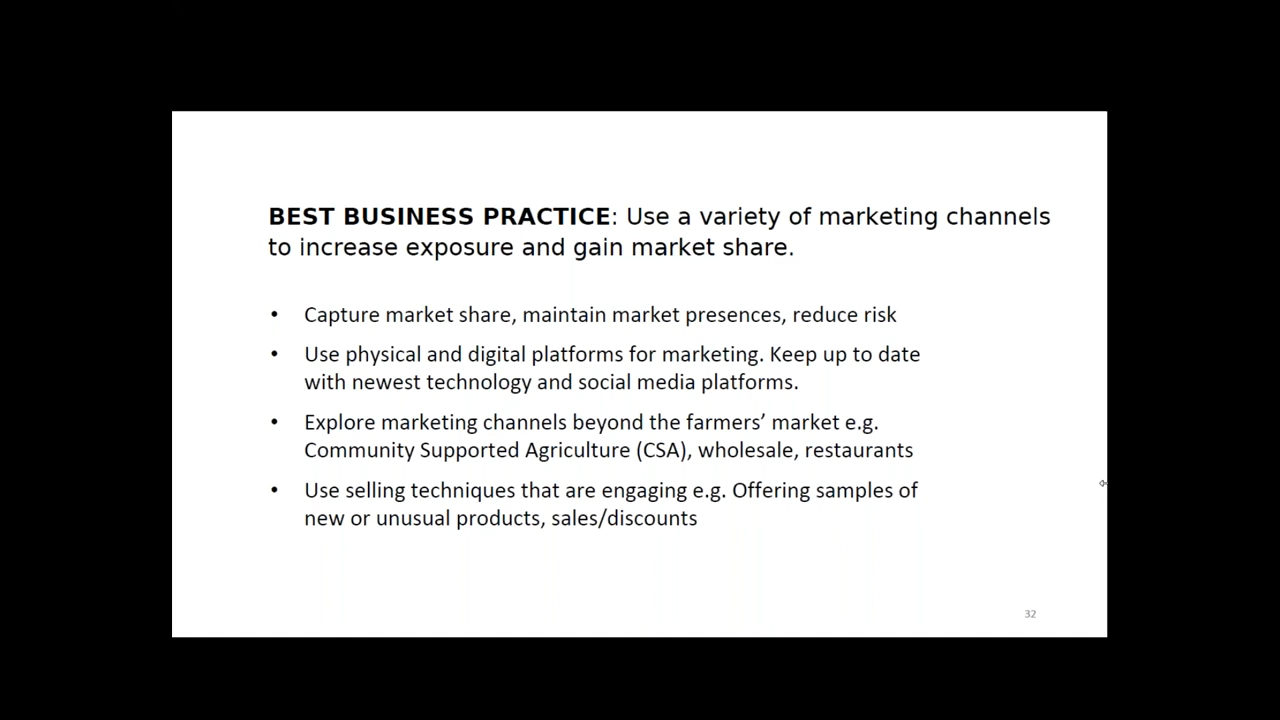 BEST BUSINESS PRACTICE: Use a variety of marketing channels
to increase exposure and gain market share.
• Capture market share, maintain market presences, reduce risk
• Use physical and digital platforms for marketing. Keep up to date
with newest technology and social media platforms.
• Explore marketing channels beyond the farmers’ market e.g.
Community Supported Agriculture (CSA), wholesale, restaurants
• Use selling techniques that are engaging e.g. Offering samples of
new or unusual products, sales/discounts
32